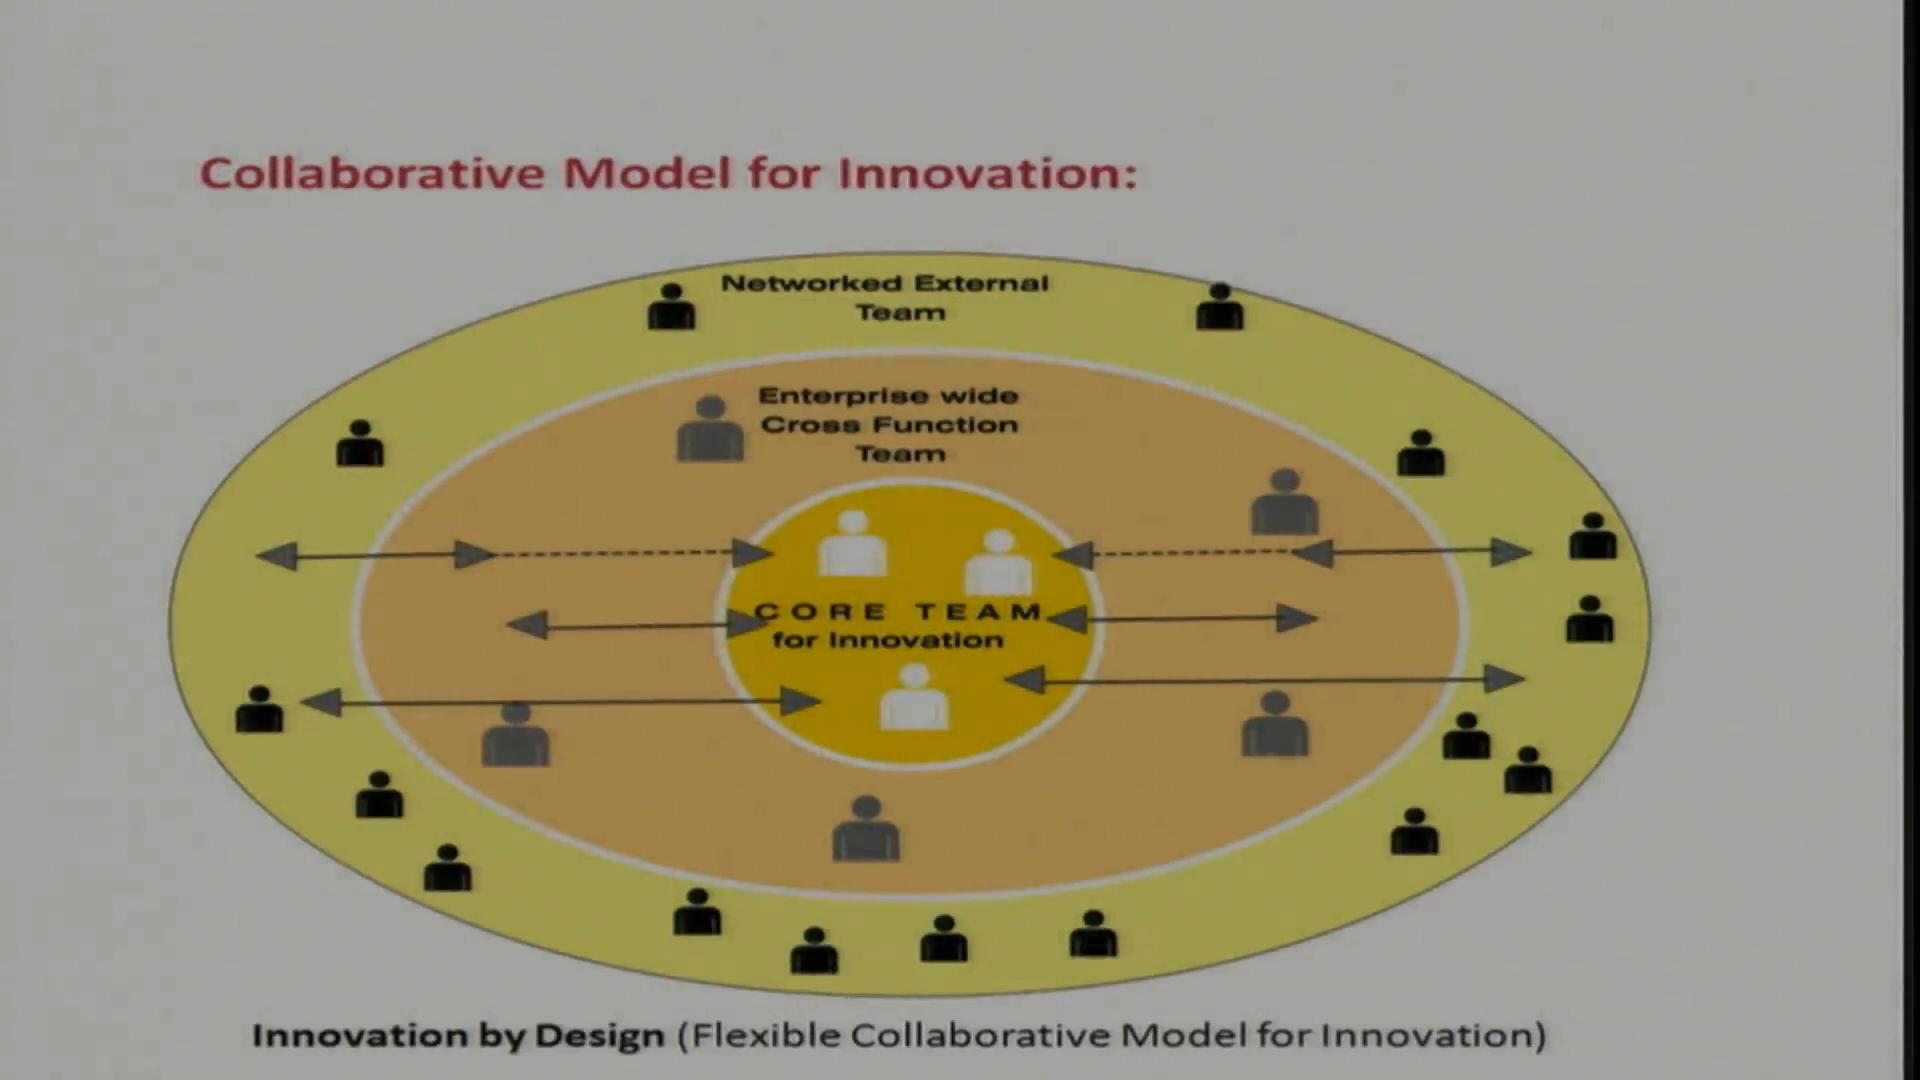 Collaborative Model for Innovation:
Networked External
Team
Enterprise wide
Cross Function
Team
CORE TEAM
for Innovation
Innovation by Design (Flexible Collaborative Model for Innovation)